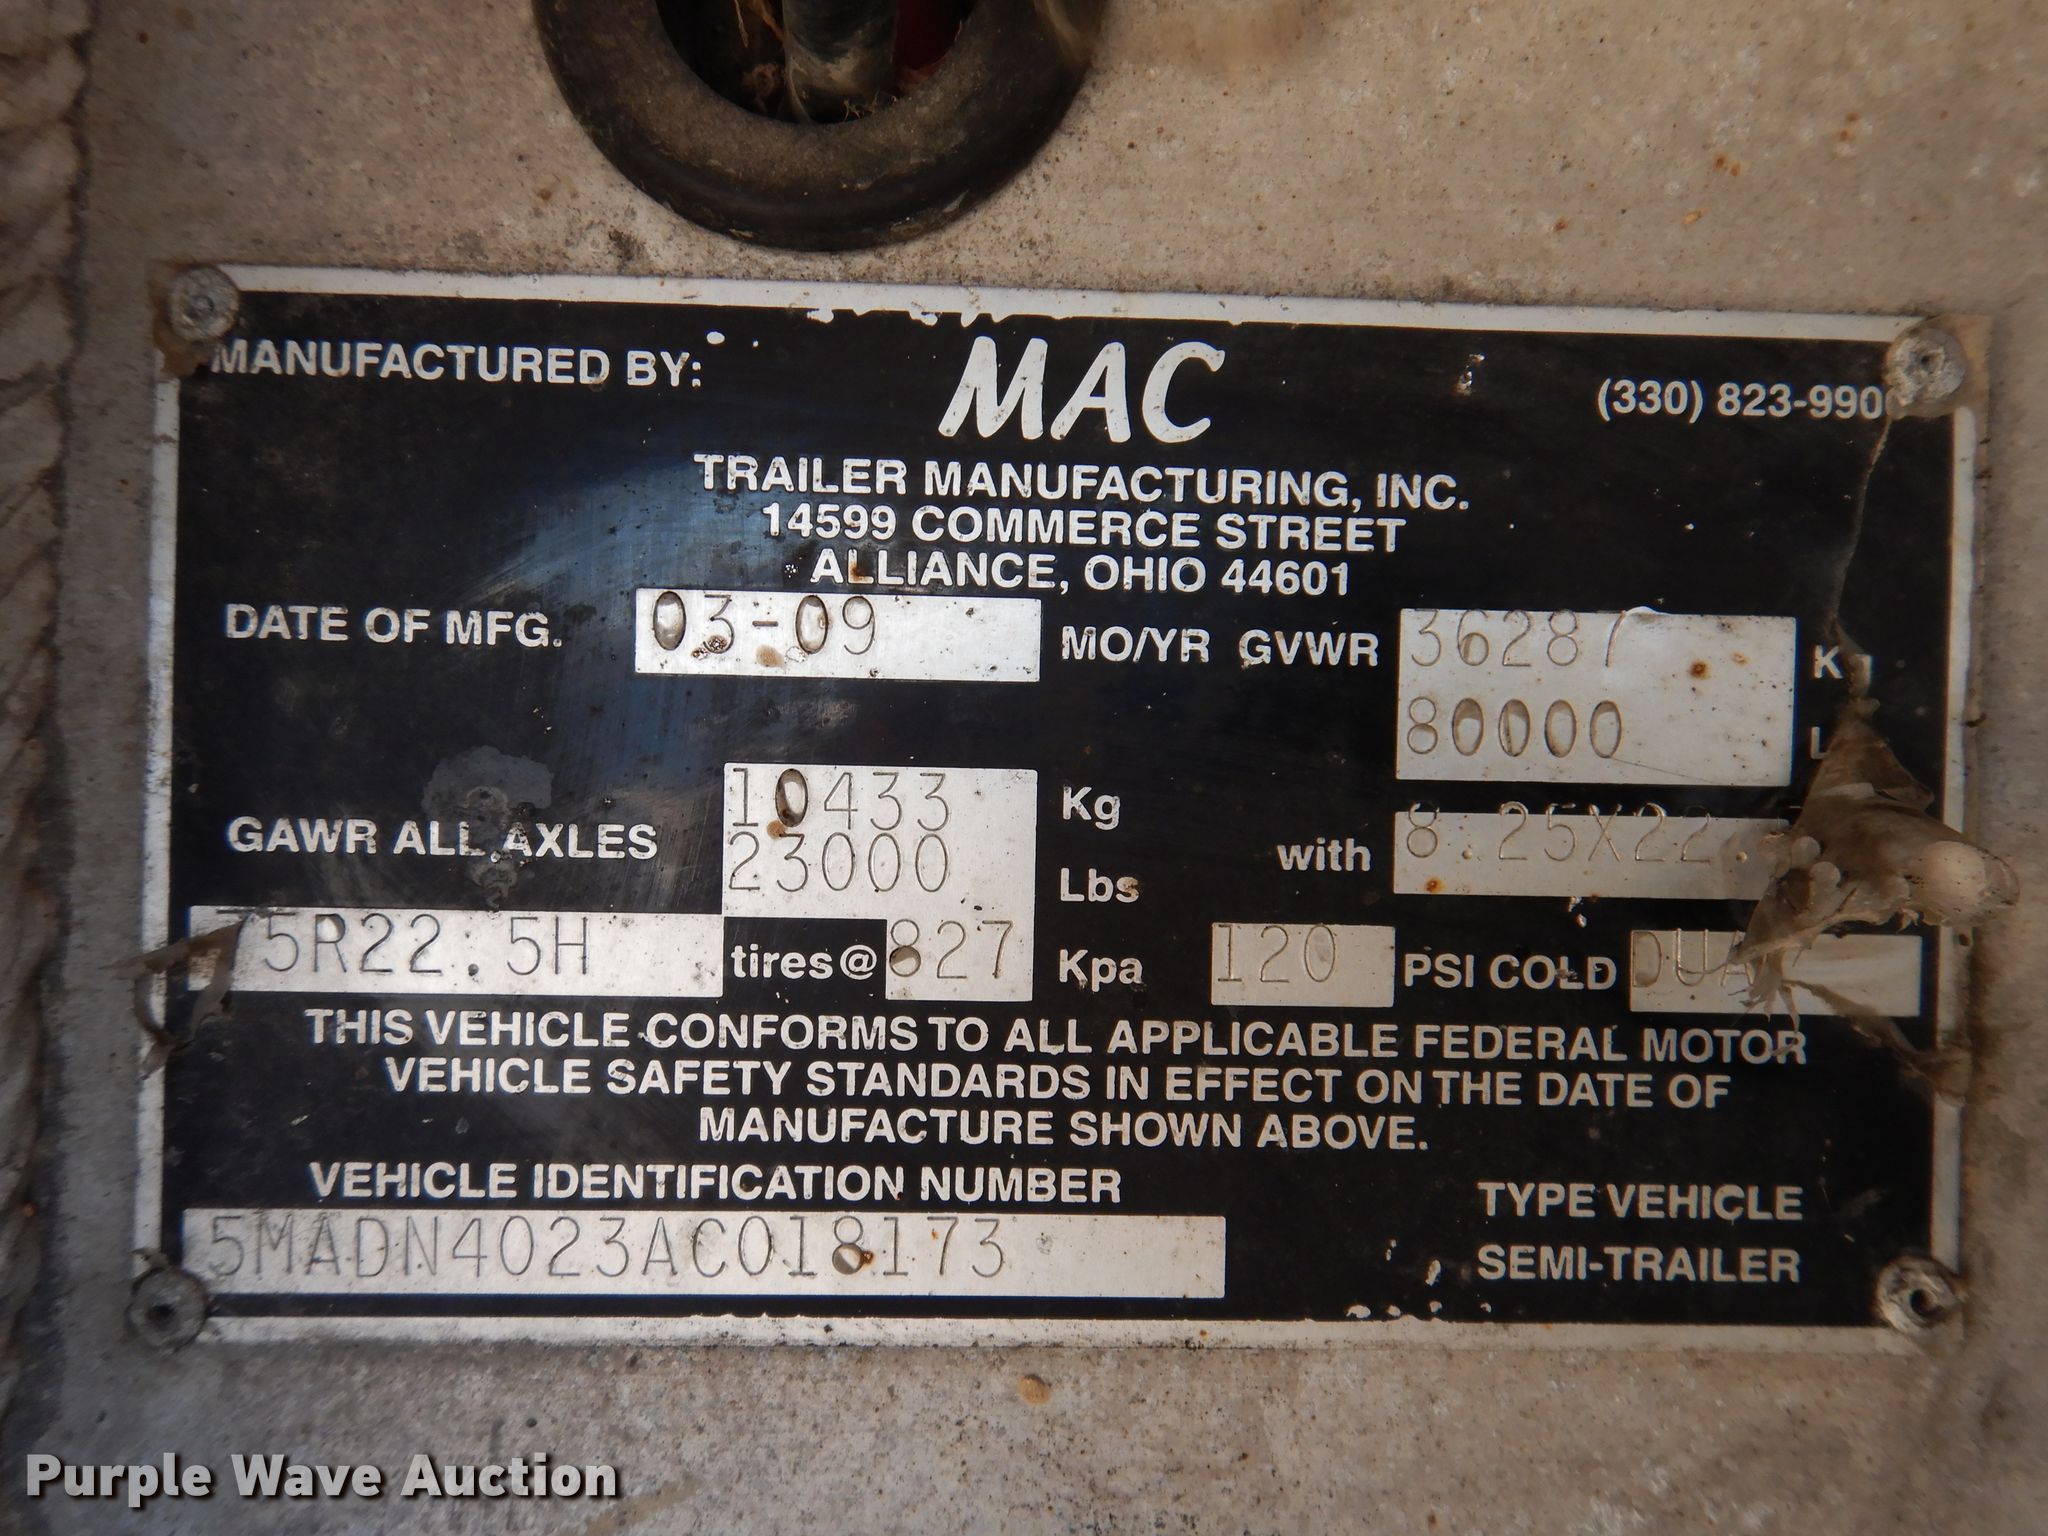 MANUFACTURED BY: MAC (330) 823-990
TRAILER MANUFACTURING, INC.
14599 COMMERCE STREET
ALLIANCE, OHIO 44601
DATE OF MFG. 03-09 MO/YR GVWR 36287
80000
GAWR ALL AXLES 10433 Kg with 8.25X22.
23000 Lbs
75R22.5H tires@ 827 Kpa 120 PSI COLD
THIS VEHICLE CONFORMS TO ALL APPLICABLE FEDERAL MOTOR
VEHICLE SAFETY STANDARDS IN EFFECT ON THE DATE OF
MANUFACTURE SHOWN ABOVE.
VEHICLE IDENTIFICATION NUMBER TYPE VEHICLE
5MADN4023AC018173 SEMI-TRAILER
Purple Wave Auction